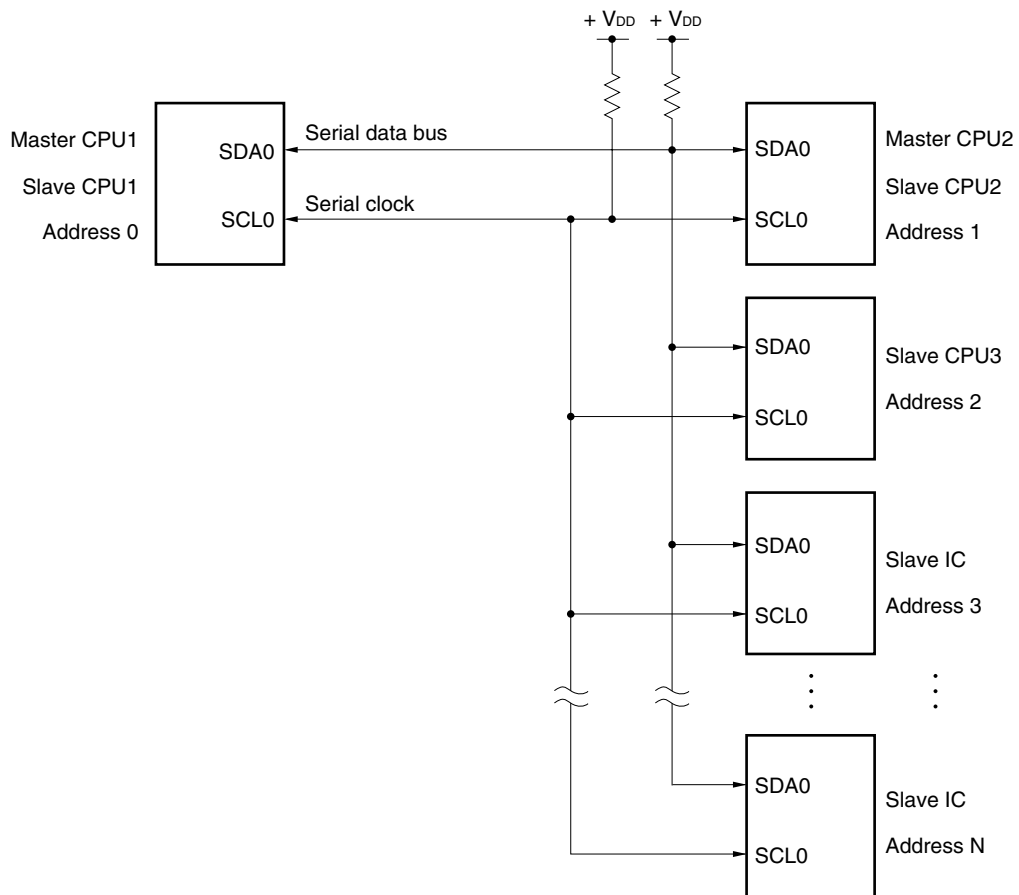 + VDD
+ VDD
Master CPU1
Slave CPU1
Address 0
SDA0
SCL0
Serial data bus
Serial clock
SDA0
SCL0
Master CPU2
Slave CPU2
Address 1
SDA0
SCL0
Slave CPU3
Address 2
SDA0
SCL0
Slave IC
Address 3
SDA0
SCL0
Slave IC
Address N